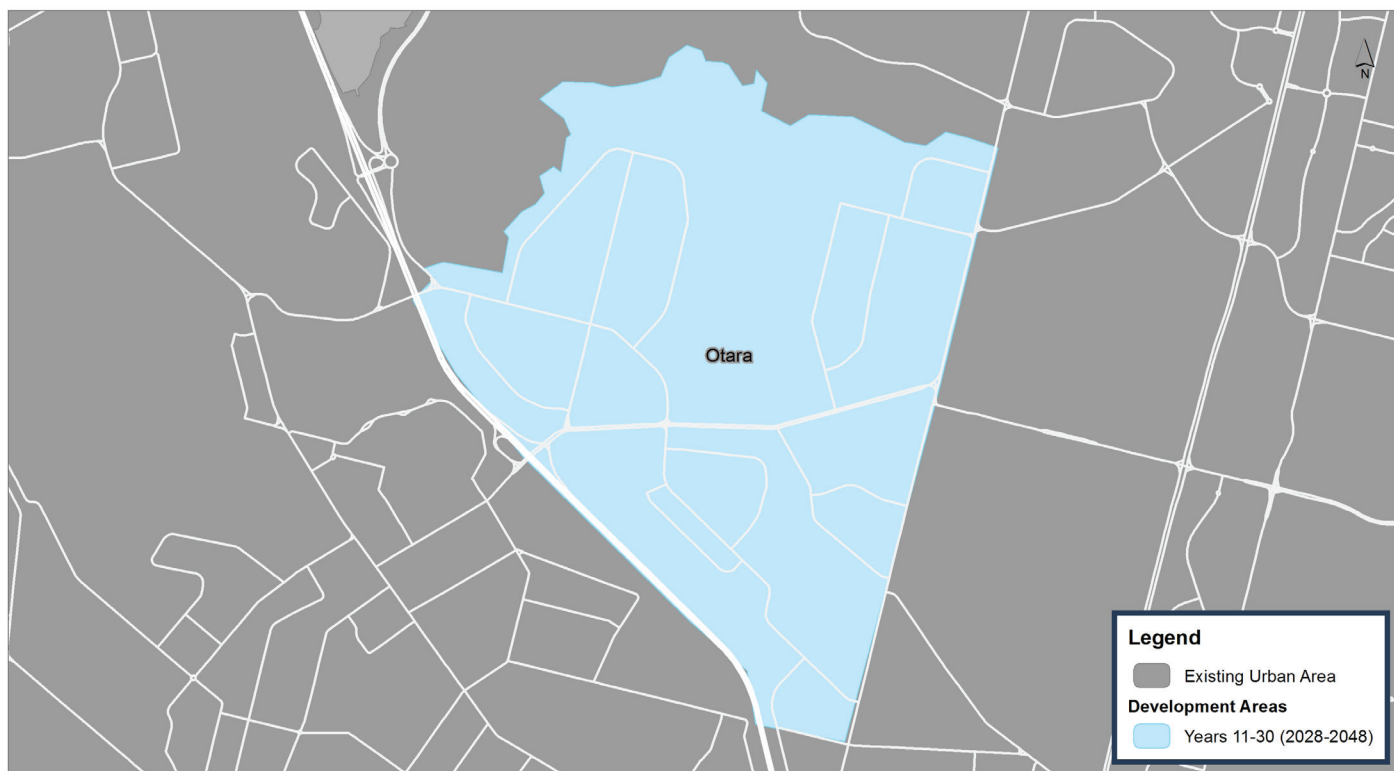 N
Otara
Legend
Existing Urban Area
Development Areas
Years 11-30 (2028-2048)